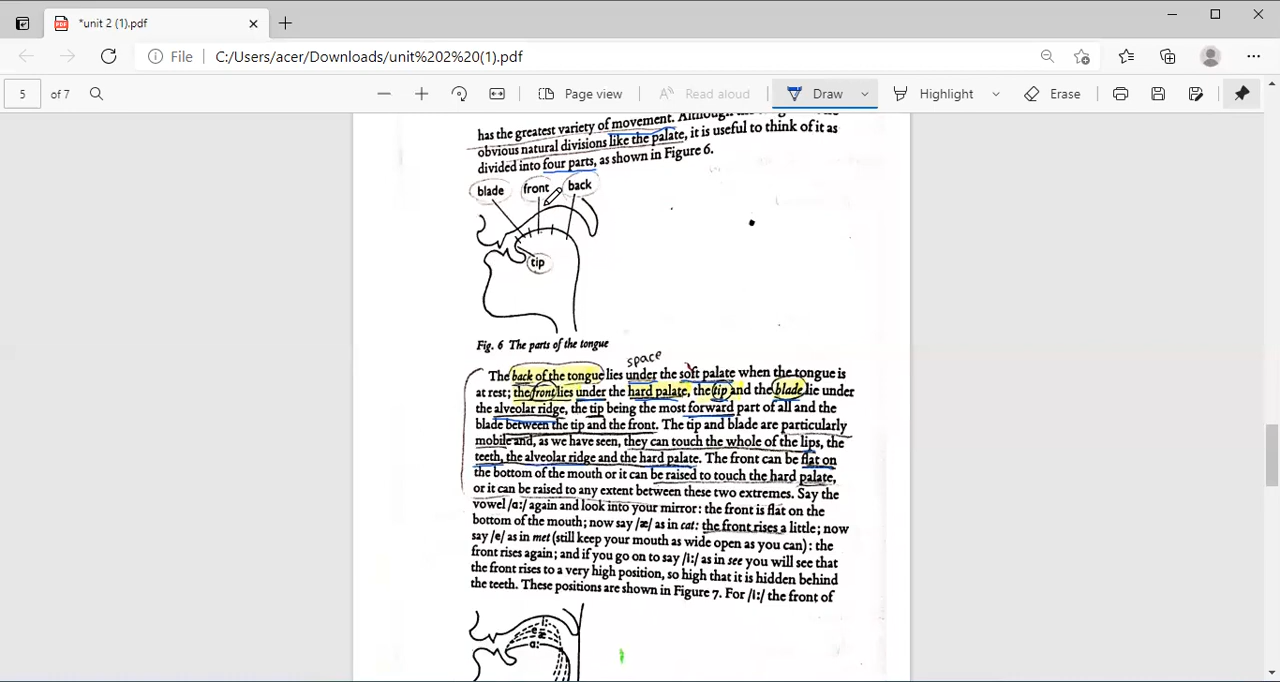 *unit 2 (1).pdf
File C:/Users/acer/Downloads/unit%202%20(1).pdf
5 of 7 Page view Read aloud Draw Highlight Erase
has the greatest variety of movement. Although
obvious natural divisions like the palate, it is useful to think of it as
divided into four parts, as shown in Figure 6.
blade front back
tip
Fig. 6 The parts of the tongue
space
The back of the tongue lies under the soft palate when the tongue is
at rest; the front lies under the hard palate, the tip and the blade lie under
the alveolar ridge, the tip being the most forward part of all and the
blade between the tip and the front. The tip and blade are particularly
mobile and, as we have seen, they can touch the whole of the lips, the
teeth, the alveolar ridge and the hard palate. The front can be flat on
the bottom of the mouth or it can be raised to touch the hard palate,
or it can be raised to any extent between these two extremes. Say the
vowel /ɑː/ again and look into your mirror: the front is flat on the
bottom of the mouth; now say /æ/ as in cat: the front rises a little; now
say /e/ as in met (still keep your mouth as wide open as you can): the
front rises again; and if you go on to say /iː/ as in see you will see that
the front rises to a very high position, so high that it is hidden behind
the teeth. These positions are shown in Figure 7. For /iː/ the front of
iː
e
æ
ɑː